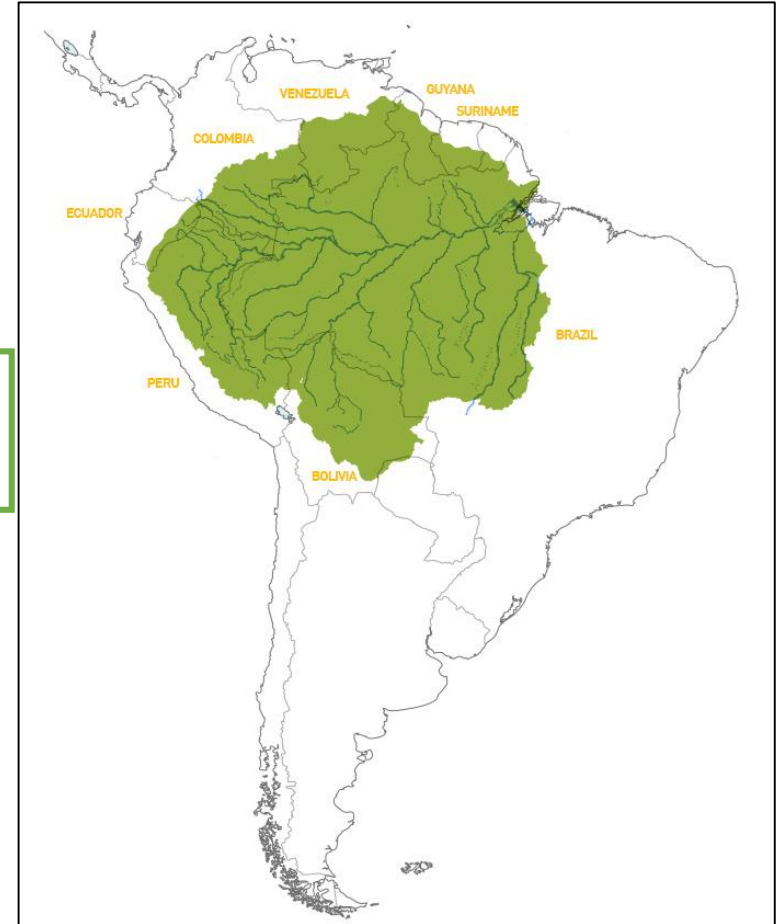 VENEZUELA
GUYANA
SURINAME
COLOMBIA
ECUADOR
BRAZIL
PERU
BOLIVIA